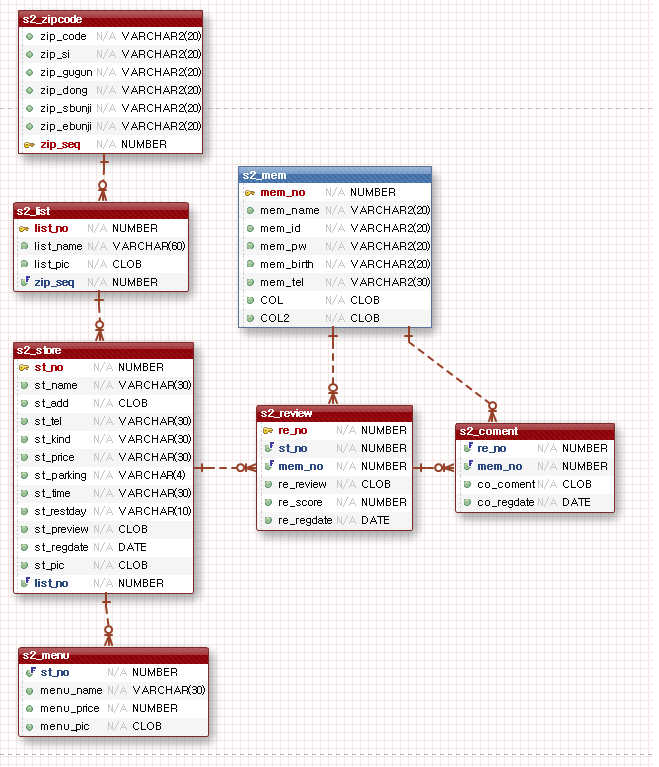 s2_zipcode
zip_code N/A VARCHAR2(20)
zip_si N/A VARCHAR2(20)
zip_gugun N/A VARCHAR2(20)
zip_dong N/A VARCHAR2(20)
zip_sbunji N/A VARCHAR2(20)
zip_ebunji N/A VARCHAR2(20)
zip_seq N/A NUMBER
s2_list
list_no N/A NUMBER
list_name N/A VARCHAR(60)
list_pic N/A CLOB
zip_seq N/A NUMBER
s2_store
st_no N/A NUMBER
st_name N/A VARCHAR(30)
st_add N/A CLOB
st_tel N/A VARCHAR(30)
st_kind N/A VARCHAR(30)
st_price N/A VARCHAR(30)
st_parking N/A VARCHAR(4)
st_time N/A VARCHAR(30)
st_restday N/A VARCHAR(10)
st_preview N/A CLOB
st_regdate N/A DATE
st_pic N/A CLOB
list_no N/A NUMBER
s2_menu
st_no N/A NUMBER
menu_name N/A VARCHAR(30)
menu_price N/A NUMBER
menu_pic N/A CLOB
s2_mem
mem_no N/A NUMBER
mem_name N/A VARCHAR2(20)
mem_id N/A VARCHAR2(20)
mem_pw N/A VARCHAR2(20)
mem_birth N/A VARCHAR2(20)
mem_tel N/A VARCHAR2(30)
COL N/A CLOB
COL2 N/A CLOB
s2_review
re_no N/A NUMBER
st_no N/A NUMBER
mem_no N/A NUMBER
re_review N/A CLOB
re_score N/A NUMBER
re_regdate N/A DATE
s2_coment
re_no N/A NUMBER
mem_no N/A NUMBER
co_coment N/A CLOB
co_regdate N/A DATE